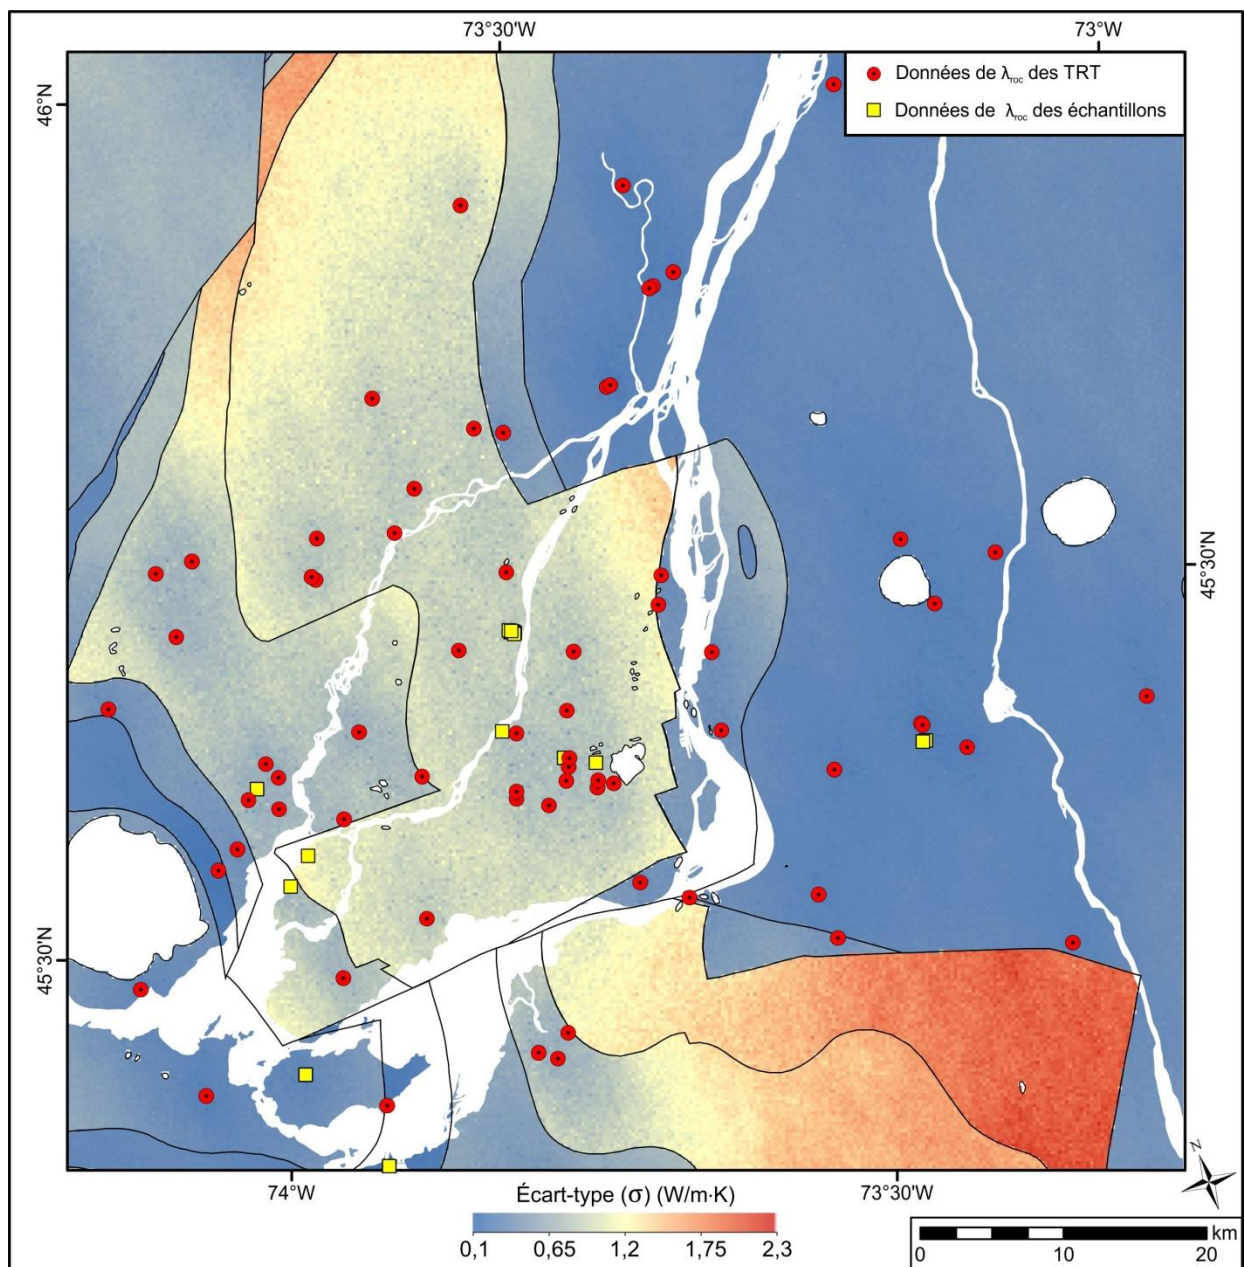 73°30'W
73°W
46°N
Données de λroc des TRT
Données de λroc des échantillons
45°30'N
45°30'N
74°W
73°30'W
N
Écart-type (σ) (W/m·K)
0,1 0,65 1,2 1,75 2,3
km
0 10 20